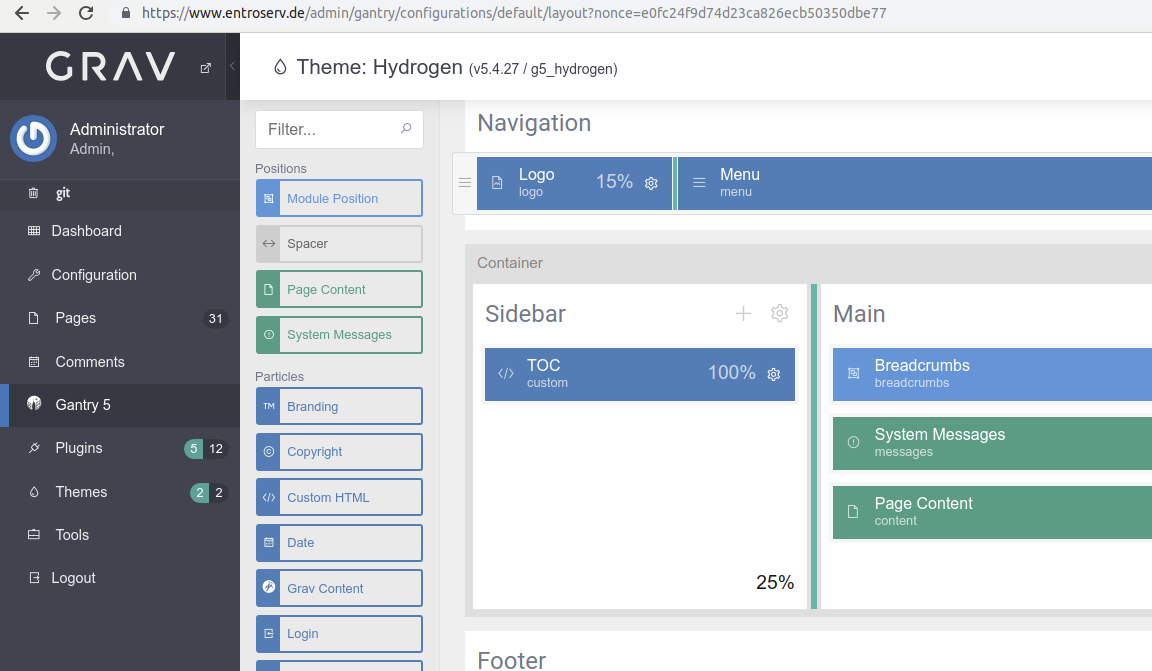 https://www.entroserv.de/admin/gantry/configurations/default/layout?nonce=e0fc24f9d74d23ca826ecb50350dbe77
GRAV
Theme: Hydrogen (v5.4.27 / g5_hydrogen)
Administrator
Admin,
git
Dashboard
Configuration
Pages 31
Comments
Gantry 5
Plugins 5 12
Themes 2 2
Tools
Logout
Filter...
Positions
Module Position
Spacer
Page Content
System Messages
Particles
TM Branding
Copyright
Custom HTML
Date
Grav Content
Login
Navigation
Logo 15%
logo
Menu
menu
Container
Sidebar
TOC 100%
custom
25%
Main
Breadcrumbs
breadcrumbs
System Messages
messages
Page Content
content
Footer